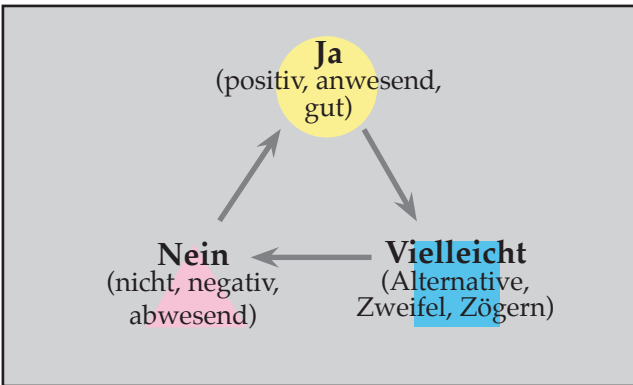 Ja
(positiv, anwesend,
gut)
Nein
(nicht, negativ,
abwesend)
Vielleicht
(Alternative,
Zweifel, Zögern)